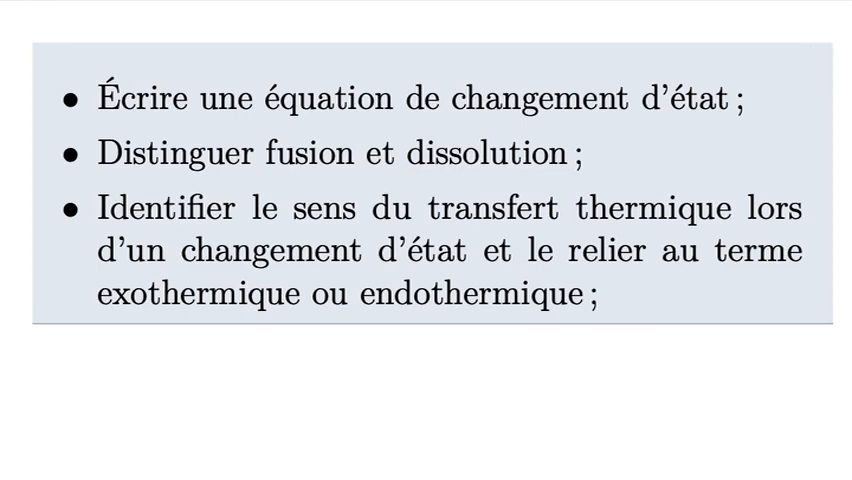 • Écrire une équation de changement d'état ;
• Distinguer fusion et dissolution ;
• Identifier le sens du transfert thermique lors
d'un changement d'état et le relier au terme
exothermique ou endothermique ;